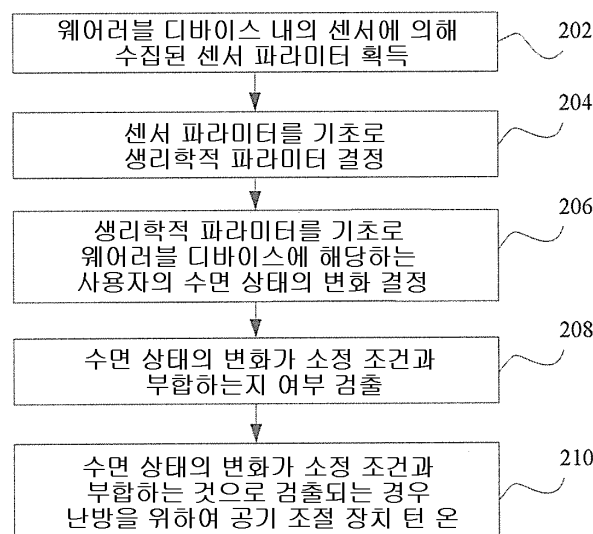 웨어러블 디바이스 내의 센서에 의해
수집된 센서 파라미터 획득
202
센서 파라미터를 기초로
생리학적 파라미터 결정
204
생리학적 파라미터를 기초로
웨어러블 디바이스에 해당하는
사용자의 수면 상태의 변화 결정
206
수면 상태의 변화가 소정 조건과
부합하는지 여부 검출
208
수면 상태의 변화가 소정 조건과
부합하는 것으로 검출되는 경우
난방을 위하여 공기 조절 장치 턴 온
210